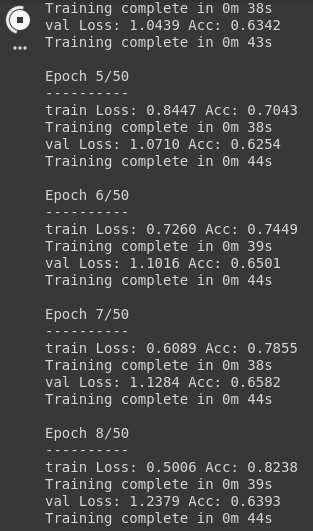 Training complete in 0m 38s
val Loss: 1.0439 Acc: 0.6342
Training complete in 0m 43s
Epoch 5/50
----------
train Loss: 0.8447 Acc: 0.7043
Training complete in 0m 38s
val Loss: 1.0710 Acc: 0.6254
Training complete in 0m 44s
Epoch 6/50
----------
train Loss: 0.7260 Acc: 0.7449
Training complete in 0m 39s
val Loss: 1.1016 Acc: 0.6501
Training complete in 0m 44s
Epoch 7/50
----------
train Loss: 0.6089 Acc: 0.7855
Training complete in 0m 38s
val Loss: 1.1284 Acc: 0.6582
Training complete in 0m 44s
Epoch 8/50
----------
train Loss: 0.5006 Acc: 0.8238
Training complete in 0m 39s
val Loss: 1.2379 Acc: 0.6393
Training complete in 0m 44s